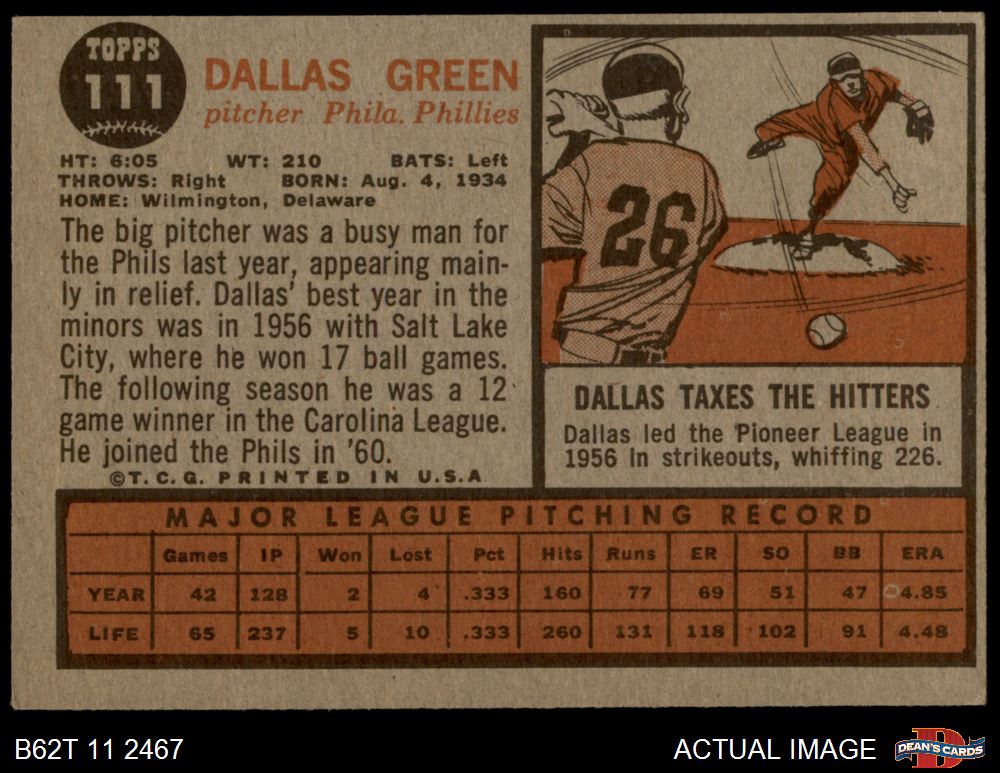 TOPPS
111
DALLAS GREEN
pitcher Phila. Phillies
HT: 6:05 WT: 210 BATS: Left
THROWS: Right BORN: Aug. 4, 1934
HOME: Wilmington, Delaware
The big pitcher was a busy man for
the Phils last year, appearing main-
ly in relief. Dallas' best year in the
minors was in 1956 with Salt Lake
City, where he won 17 ball games.
The following season he was a 12
game winner in the Carolina League.
He joined the Phils in '60.
©T.C.G. PRINTED IN U.S.A
26
DALLAS TAXES THE HITTERS
Dallas led the Pioneer League in
1956 in strikeouts, whiffing 226.
MAJOR LEAGUE PITCHING RECORD
Games IP Won Lost Pct Hits Runs ER SO BB ERA
YEAR 42 128 2 4 .333 160 77 69 51 47 4.85
LIFE 65 237 5 10 .333 260 131 118 102 91 4.48
B62T 11 2467
ACTUAL IMAGE
D
DEAN'S CARDS